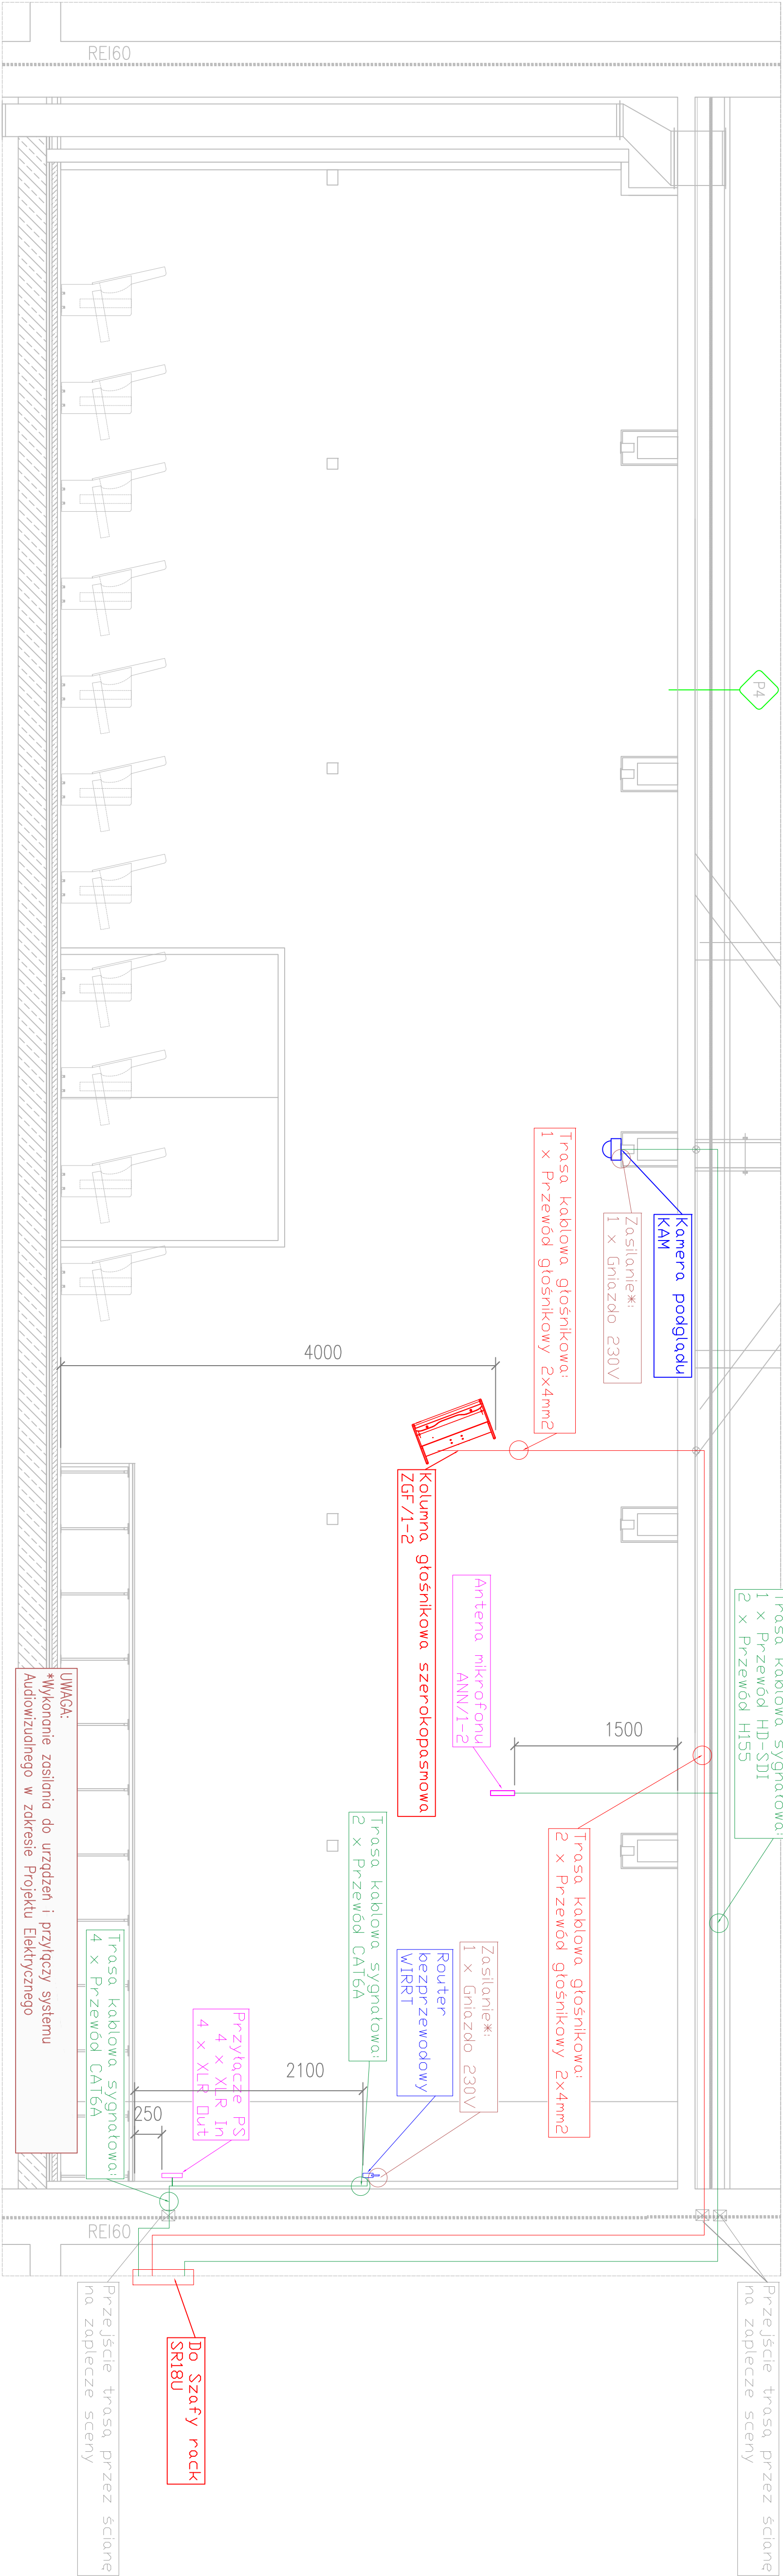 REI60
P4
Trasa kablowa sygnałowa:
1 x Przewód HD-SDI
2 x Przewód H155
Przejście trasą przez ścianę
na zaplecze sceny
Kamera podglądu
KAM
Zasilanie*:
1 x Gniazdo 230V
Trasa kablowa głośnikowa:
1 x Przewód głośnikowy 2x4mm2
4000
Kolumna głośnikowa szerokopasmowa
ZGF/1-2
Antena mikrofonu
ANN/1-2
1500
Trasa kablowa głośnikowa:
2 x Przewód głośnikowy 2x4mm2
Zasilanie*:
1 x Gniazdo 230V
Router
bezprzewodowy
WIRRT
Trasa kablowa sygnałowa:
2 x Przewód CAT6A
2100
250
Przyłącze PS
4 x XLR In
4 x XLR Out
Trasa kablowa sygnałowa:
4 x Przewód CAT6A
UWAGA:
*Wykonanie zasilania do urządzeń i przyłączy systemu
Audiowizualnego w zakresie Projektu Elektrycznego
REI60
Do Szafy rack
SR18U
Przejście trasą przez ścianę
na zaplecze sceny